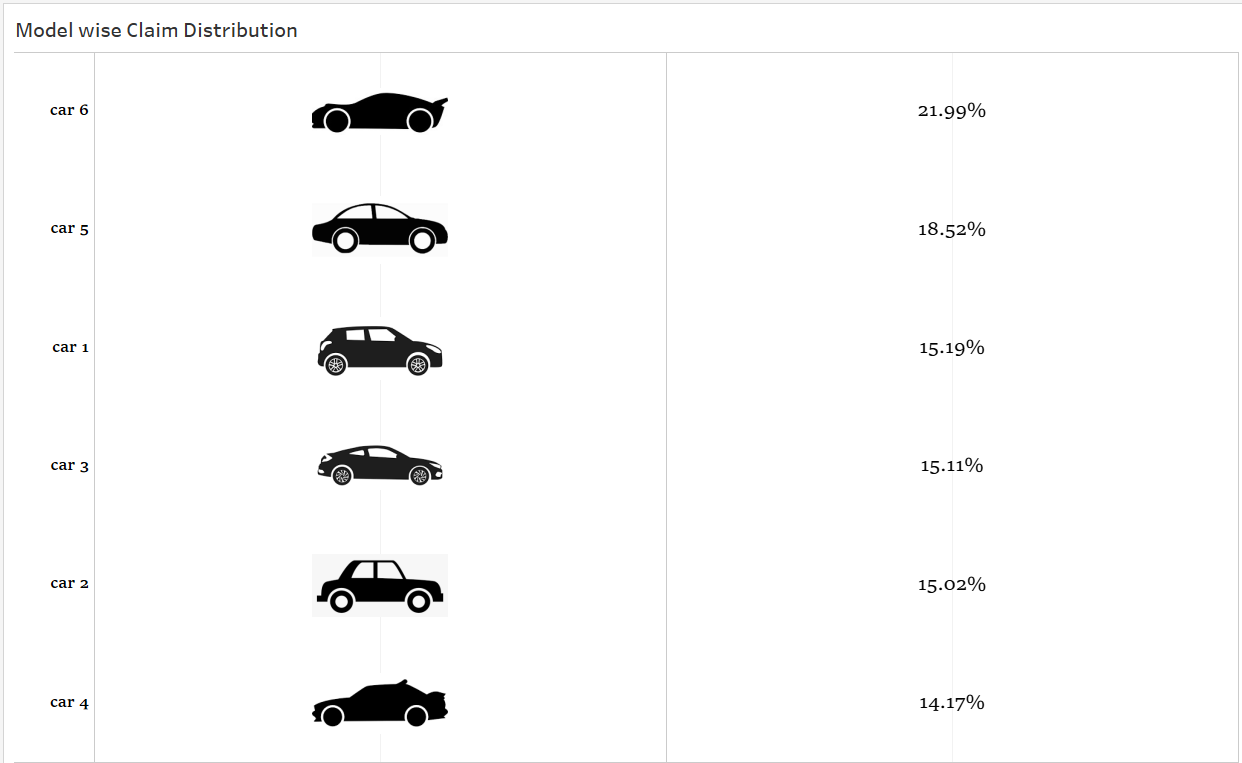 Model wise Claim Distribution
car 6 21.99%
car 5 18.52%
car 1 15.19%
car 3 15.11%
car 2 15.02%
car 4 14.17%